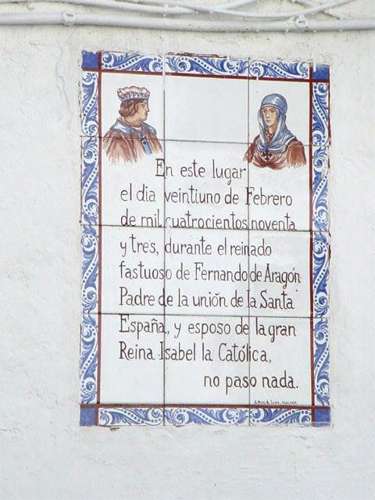 En este lugar
el dia veintiuno de Febrero
de mil cuatrocientos noventa
y tres, durante el reinado
fastuoso de Fernando de Aragón
Padre de la unión de la Santa
España, y esposo de la gran
Reina Isabel la Católica,
no paso nada.